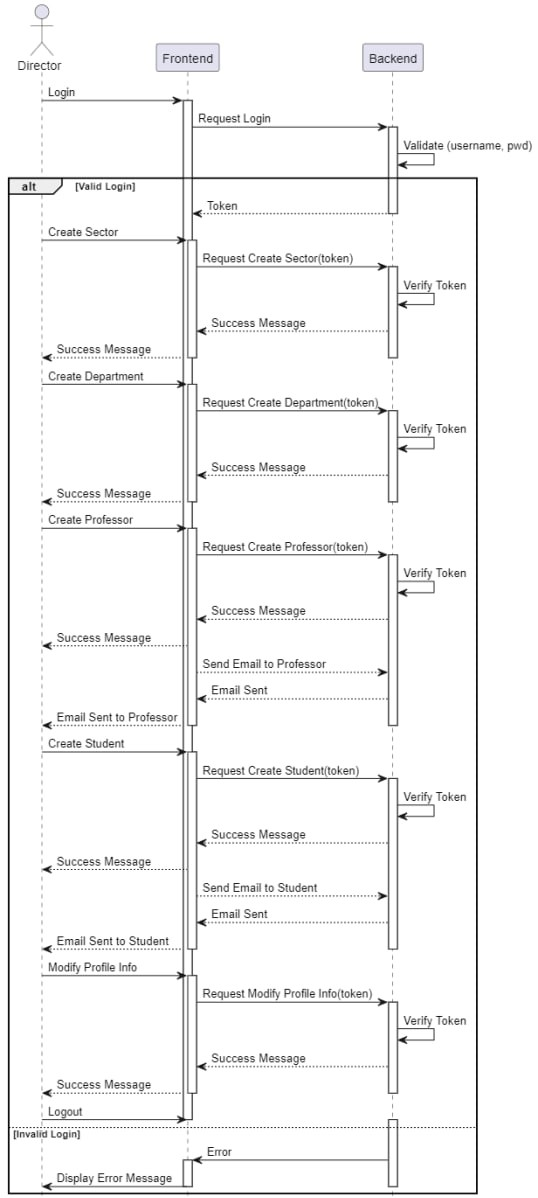 Director
Frontend
Backend
Login
Request Login
Validate (username, pwd)
alt
[Valid Login]
Token
Create Sector
Request Create Sector(token)
Verify Token
Success Message
Success Message
Create Department
Request Create Department(token)
Verify Token
Success Message
Success Message
Create Professor
Request Create Professor(token)
Verify Token
Success Message
Success Message
Send Email to Professor
Email Sent
Email Sent to Professor
Create Student
Request Create Student(token)
Verify Token
Success Message
Success Message
Send Email to Student
Email Sent
Email Sent to Student
Modify Profile Info
Request Modify Profile Info(token)
Verify Token
Success Message
Success Message
Logout
[Invalid Login]
Error
Display Error Message